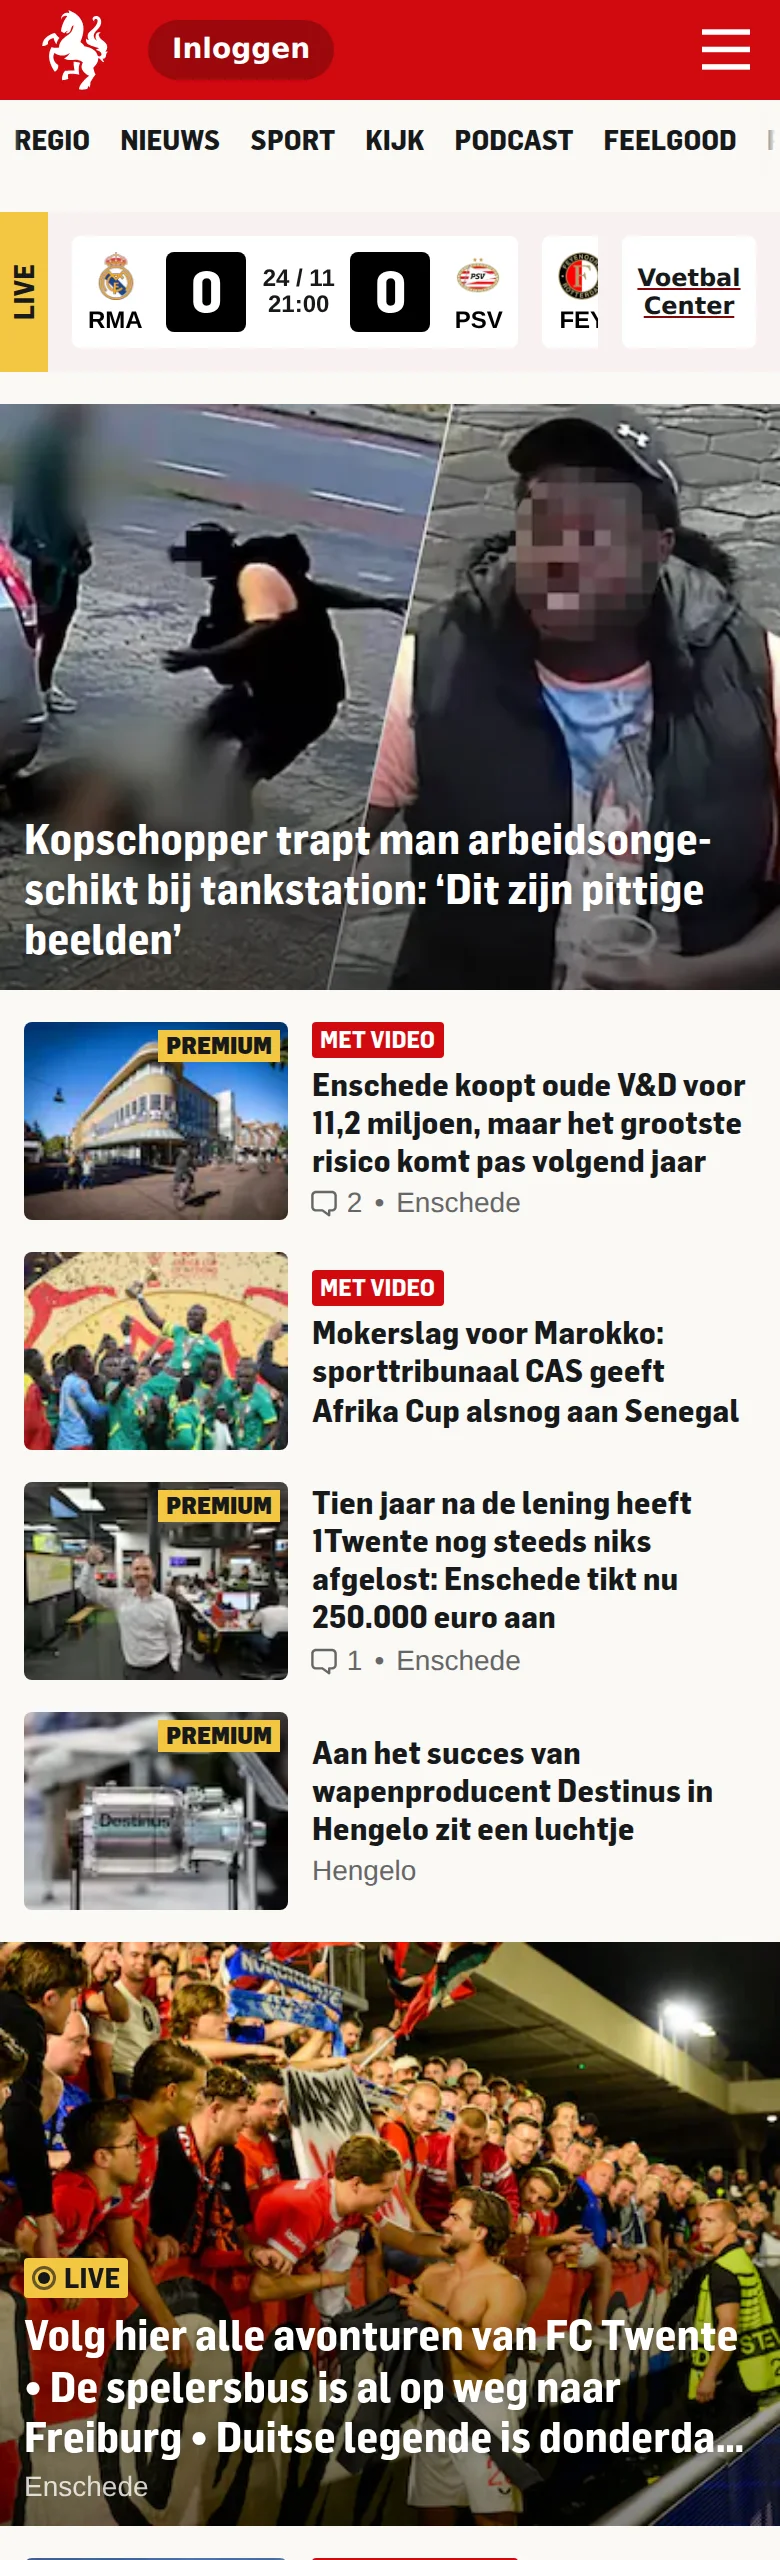 Inloggen
REGIO NIEUWS SPORT KIJK PODCAST FEELGOOD
LIVE
RMA
0
24 / 11
21:00
0
PSV
PSV
FEY
Voetbal
Center
Kopschopper trapt man arbeidsonge-
schikt bij tankstation: ‘Dit zijn pittige
beelden’
PREMIUM
MET VIDEO
Enschede koopt oude V&D voor
11,2 miljoen, maar het grootste
risico komt pas volgend jaar
2 • Enschede
MET VIDEO
Mokerslag voor Marokko:
sporttribunaal CAS geeft
Afrika Cup alsnog aan Senegal
PREMIUM
Tien jaar na de lening heeft
1Twente nog steeds niks
afgelost: Enschede tikt nu
250.000 euro aan
1 • Enschede
PREMIUM
Destinus
Aan het succes van
wapenproducent Destinus in
Hengelo zit een luchtje
Hengelo
LIVE
Volg hier alle avonturen van FC Twente
• De spelersbus is al op weg naar
Freiburg • Duitse legende is donderda...
Enschede